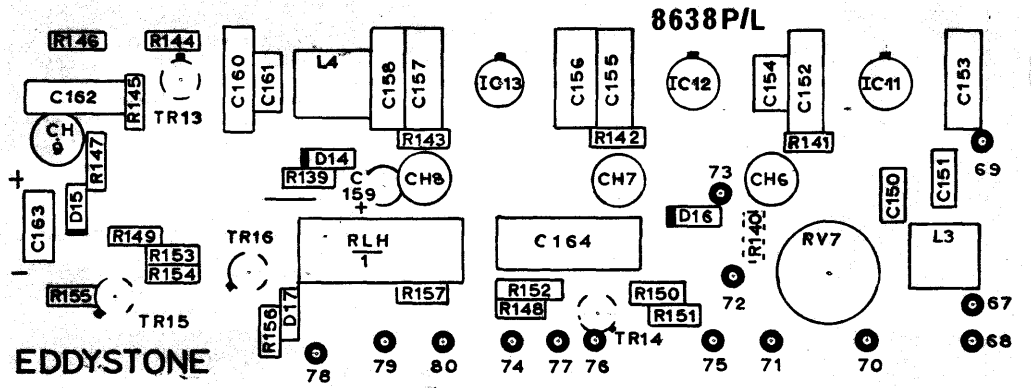 8638P/L
R146
R144
C160
C161
L4
C158
C157
IC13
C156
C155
IC12
C154
C152
IC11
C153
C162
R145
TR13
R143
R142
R141
69
CH
9
R147
D14
R139
C
159
+
CH8
CH7
73
CH6
C150
C151
+
C163
-
D15
D16
R140
R149
R153
R154
TR16
RLH
1
C164
RV7
L3
R155
TR15
R156
D17
R157
R152
R148
R150
R151
TR14
72
67
EDDYSTONE
78
79
80
74
77
76
75
71
70
68